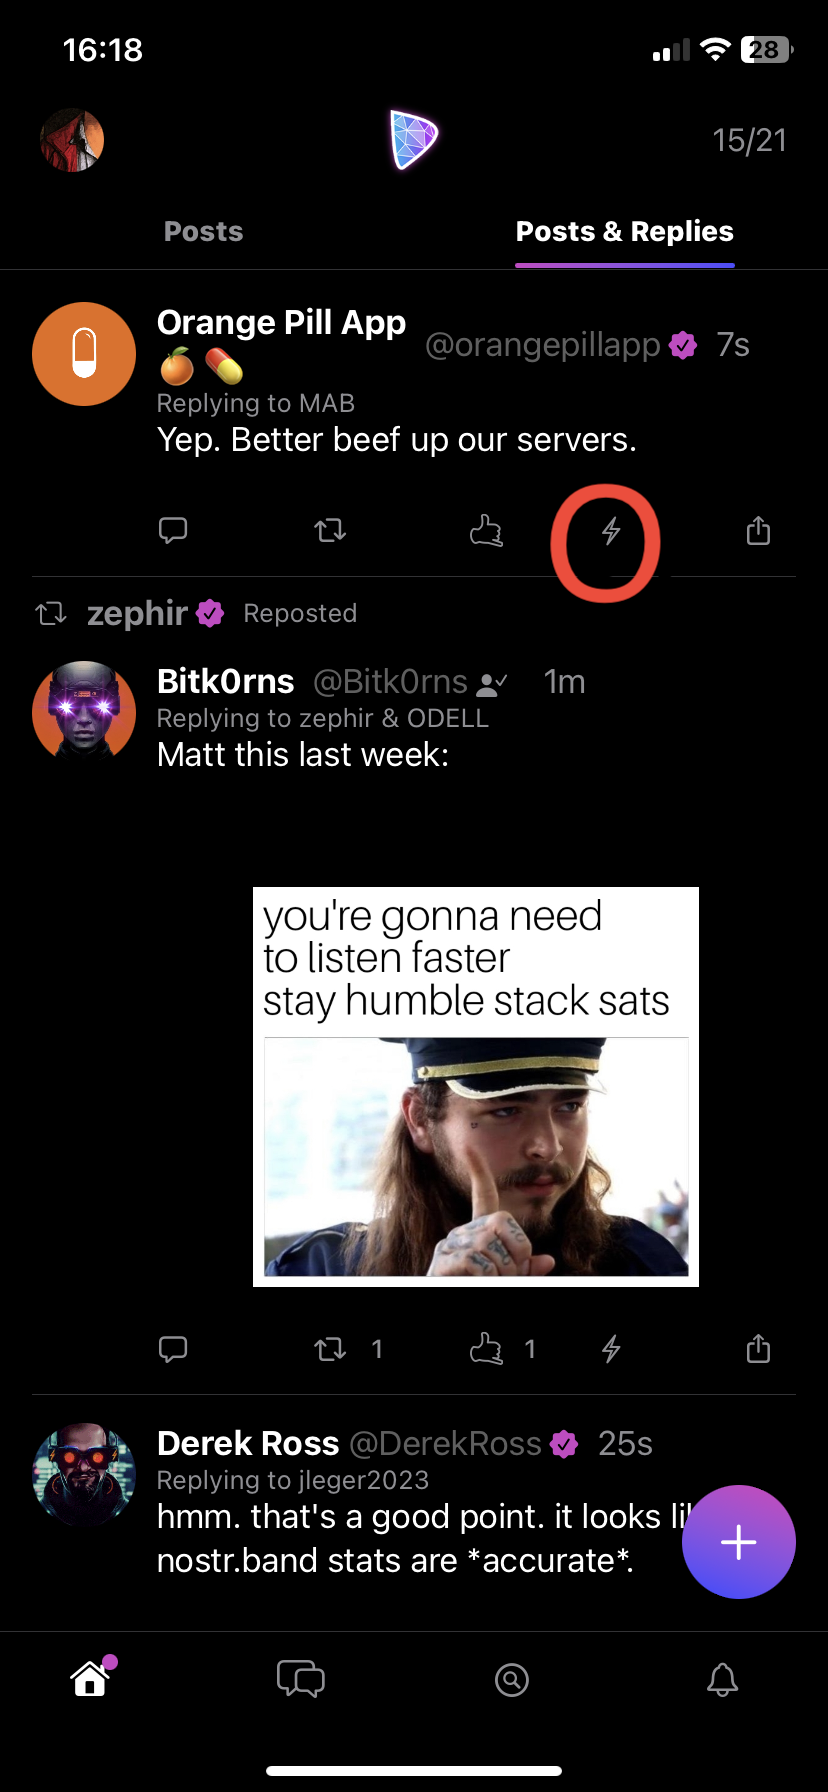 16:18
28
15/21
Posts
Posts & Replies
Orange Pill App
🍊 💊
@orangepillapp 7s
Replying to MAB
Yep. Better beef up our servers.
zephir Reposted
Bitk0rns @Bitk0rns 1m
Replying to zephir & ODELL
Matt this last week:
you're gonna need
to listen faster
stay humble stack sats
1 1
Derek Ross @DerekRoss 25s
Replying to jleger2023
hmm. that's a good point. it looks
nostr.band stats are *accurate*.